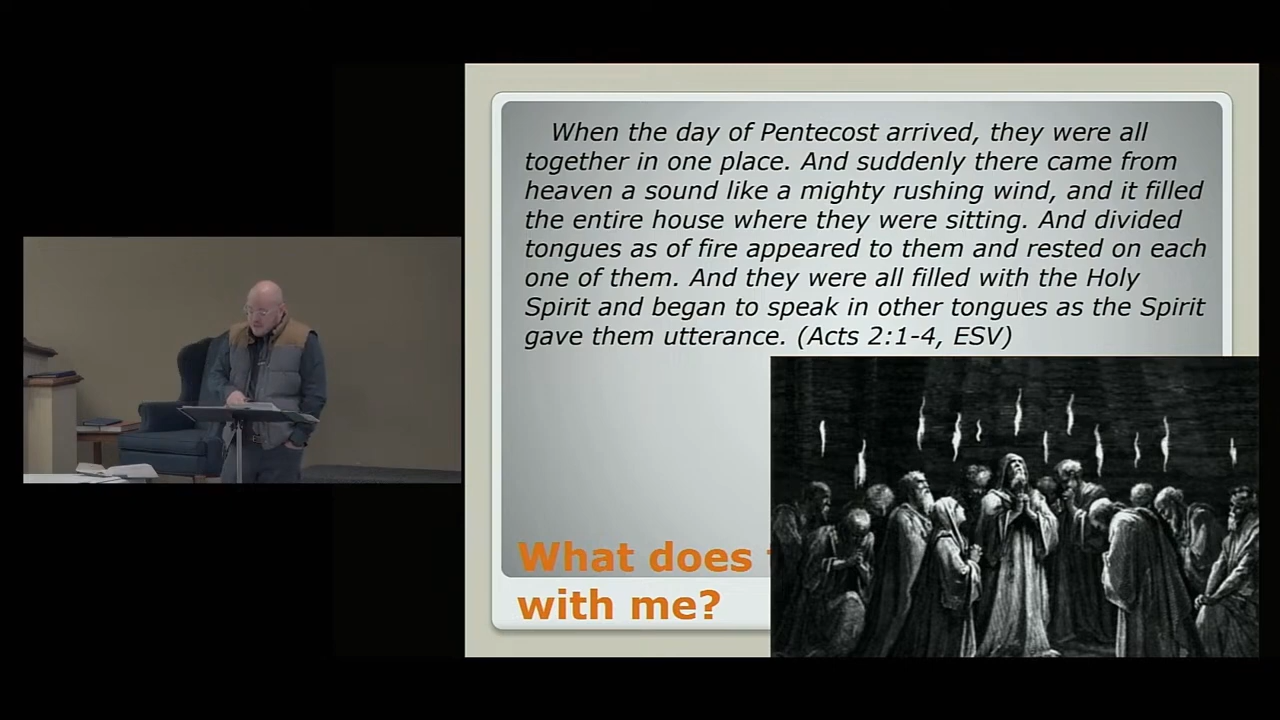 When the day of Pentecost arrived, they were all
together in one place. And suddenly there came from
heaven a sound like a mighty rushing wind, and it filled
the entire house where they were sitting. And divided
tongues as of fire appeared to them and rested on each
one of them. And they were all filled with the Holy
Spirit and began to speak in other tongues as the Spirit
gave them utterance. (Acts 2:1-4, ESV)
What does
with me?